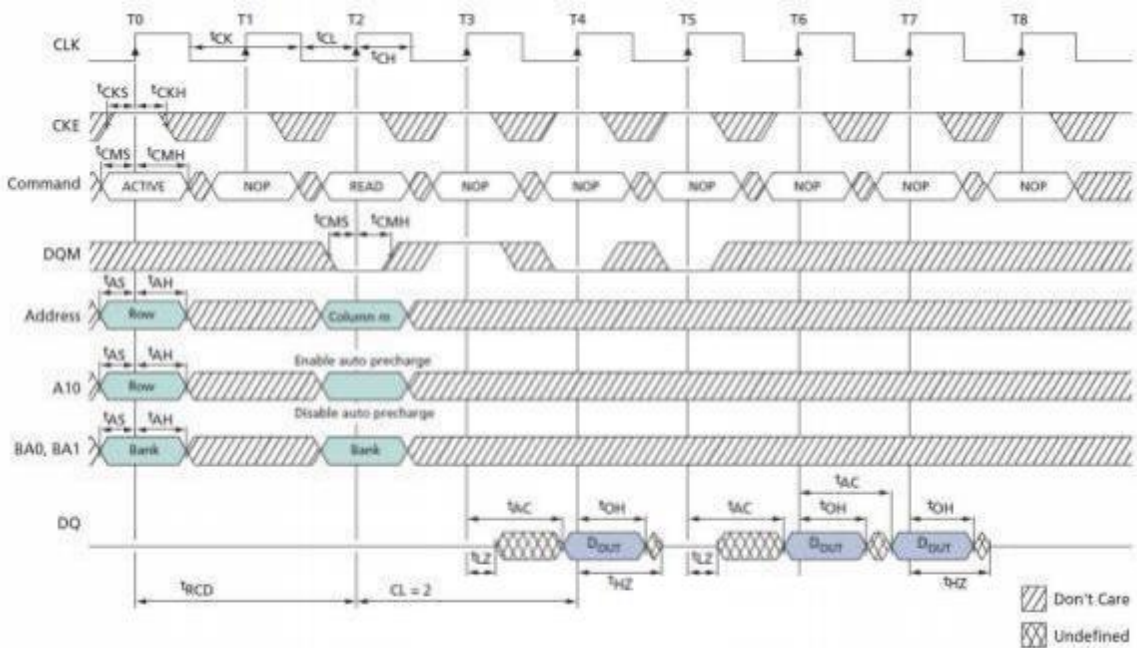 T0 T1 T2 T3 T4 T5 T6 T7 T8
CLK tCK tCL tCH
tCKS tCKH
CKE
tCMS tCMH
Command ACTIVE NOP READ NOP NOP NOP NOP NOP NOP
tCMS tCMH
DQM
tAS tAH
Address Row Column m
tAS tAH Enable auto precharge
A10 Row
tAS tAH Disable auto precharge
BA0, BA1 Bank Bank
tAC
tAC tOH tAC tOH tOH
DQ
DOUT DOUT DOUT
tLZ tHZ tLZ tHZ
tRCD CL = 2
Don't Care
Undefined